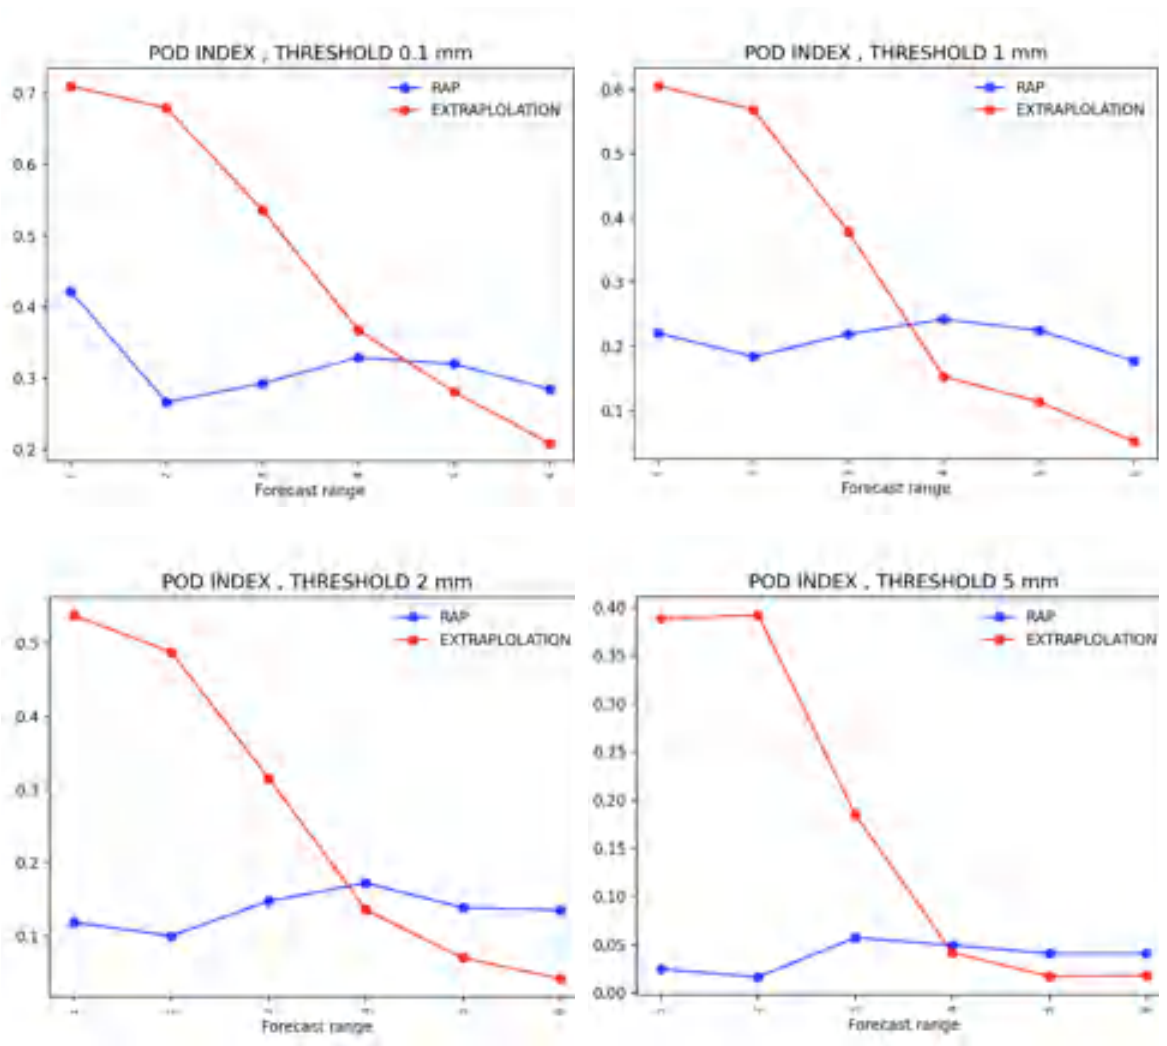 POD INDEX , THRESHOLD 0.1 mm
RAP
EXTRAPLOLATION
0.7
0.6
0.5
0.4
0.3
0.2
Forecast range
POD INDEX , THRESHOLD 1 mm
RAP
EXTRAPLOLATION
0.6
0.5
0.4
0.3
0.2
0.1
Forecast range
POD INDEX , THRESHOLD 2 mm
RAP
EXTRAPLOLATION
0.5
0.4
0.3
0.2
0.1
Forecast range
POD INDEX , THRESHOLD 5 mm
RAP
EXTRAPLOLATION
0.40
0.35
0.30
0.25
0.20
0.15
0.10
0.05
0.00
Forecast range